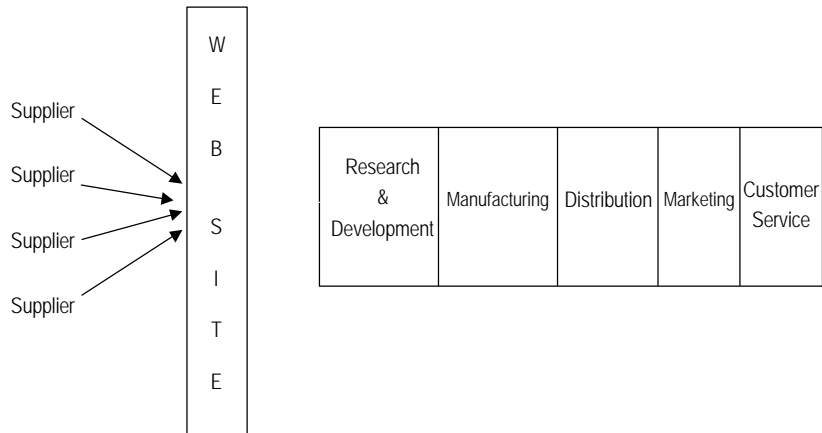 W
E
B
S
I
T
E
Supplier
Supplier
Supplier
Supplier
Research
&
Development
Manufacturing
Distribution
Marketing
Customer
Service